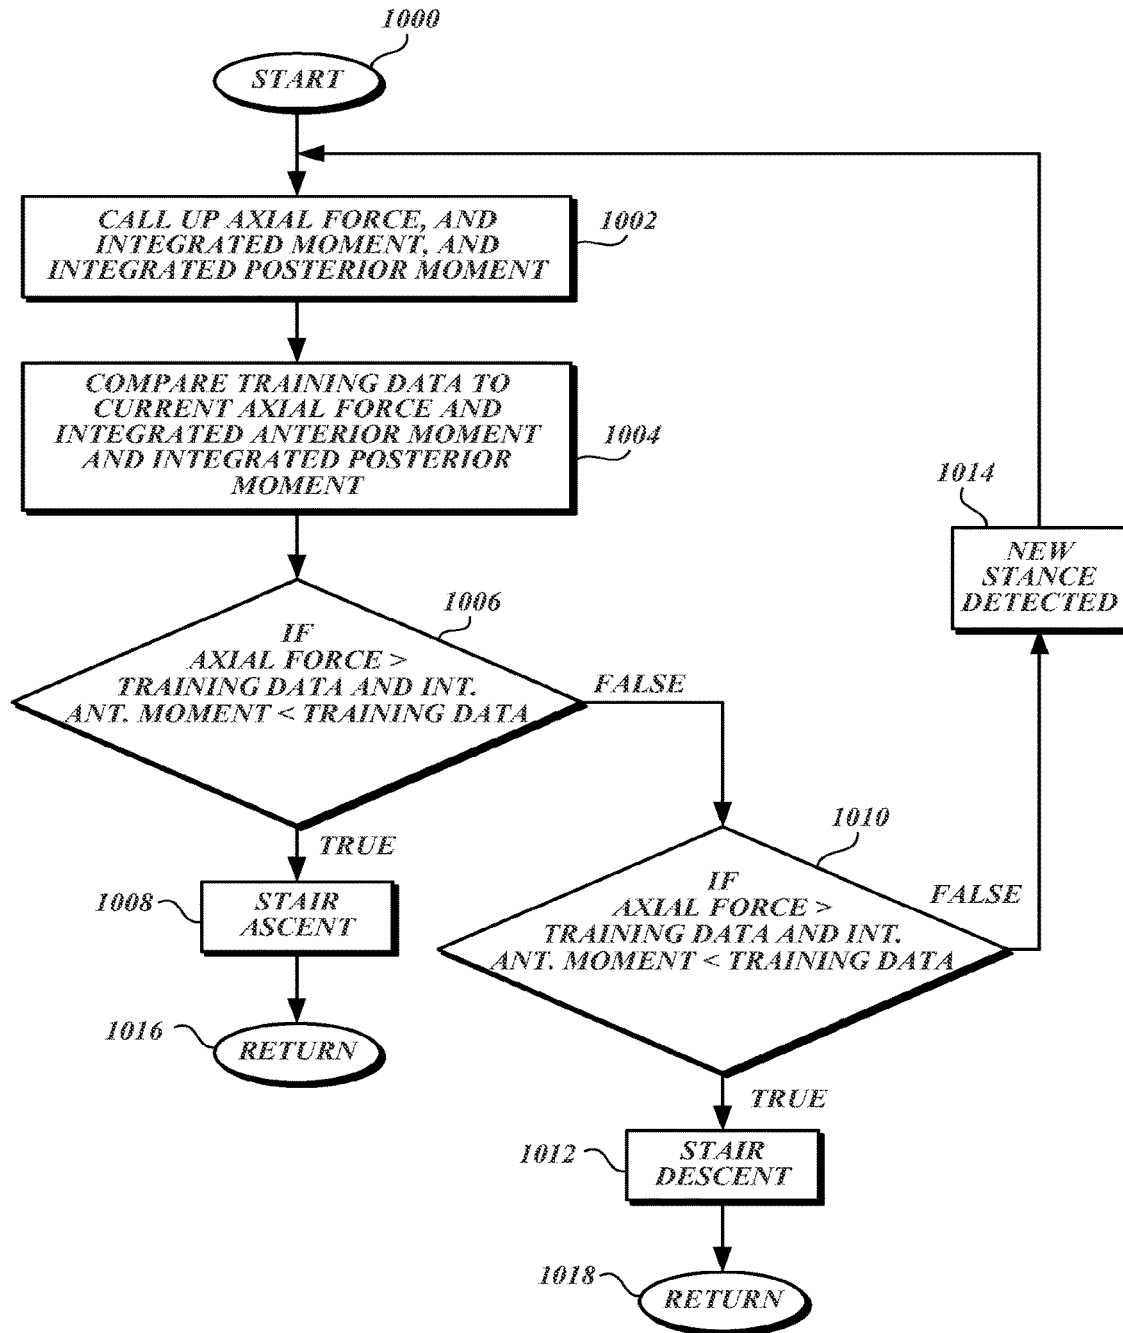 1000
START
CALL UP AXIAL FORCE, AND
INTEGRATED MOMENT, AND
INTEGRATED POSTERIOR MOMENT
1002
COMPARE TRAINING DATA TO
CURRENT AXIAL FORCE AND
INTEGRATED ANTERIOR MOMENT
AND INTEGRATED POSTERIOR
MOMENT
1004
1014
NEW
STANCE
DETECTED
1006
IF
AXIAL FORCE >
TRAINING DATA AND INT.
ANT. MOMENT < TRAINING DATA
FALSE
TRUE
1008
STAIR
ASCENT
1016
RETURN
1010
IF
AXIAL FORCE >
TRAINING DATA AND INT.
ANT. MOMENT < TRAINING DATA
FALSE
TRUE
1012
STAIR
DESCENT
1018
RETURN